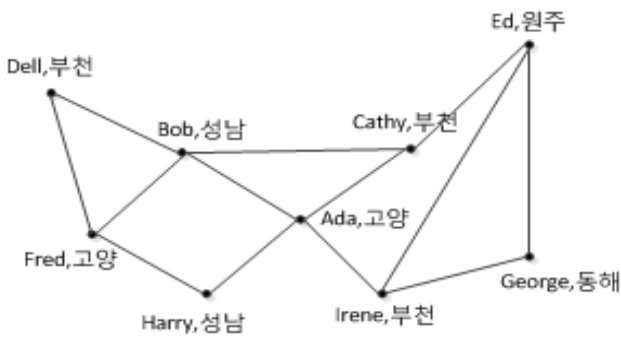 Ed,원주
Dell,부천
Bob,성남
Cathy,부천
Ada,고양
Fred,고양
George,동해
Harry,성남
Irene,부천